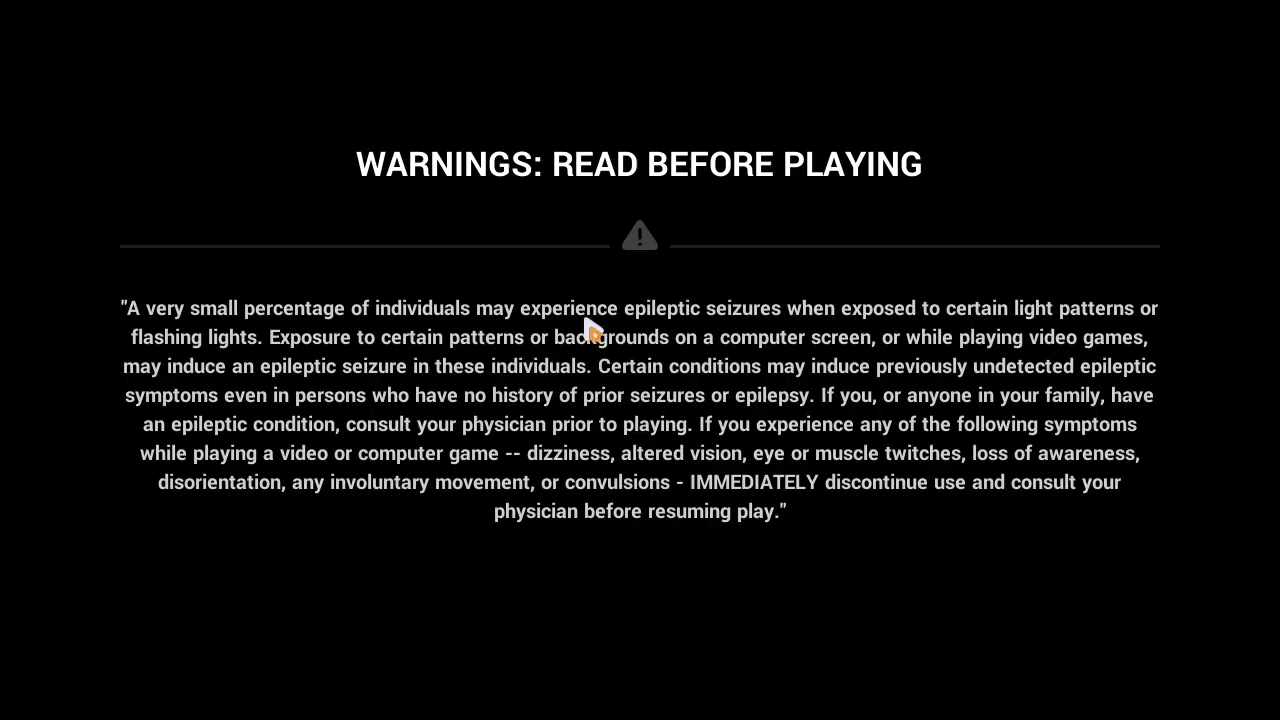 WARNINGS: READ BEFORE PLAYING
"A very small percentage of individuals may experience epileptic seizures when exposed to certain light patterns or
flashing lights. Exposure to certain patterns or backgrounds on a computer screen, or while playing video games,
may induce an epileptic seizure in these individuals. Certain conditions may induce previously undetected epileptic
symptoms even in persons who have no history of prior seizures or epilepsy. If you, or anyone in your family, have
an epileptic condition, consult your physician prior to playing. If you experience any of the following symptoms
while playing a video or computer game -- dizziness, altered vision, eye or muscle twitches, loss of awareness,
disorientation, any involuntary movement, or convulsions - IMMEDIATELY discontinue use and consult your
physician before resuming play."